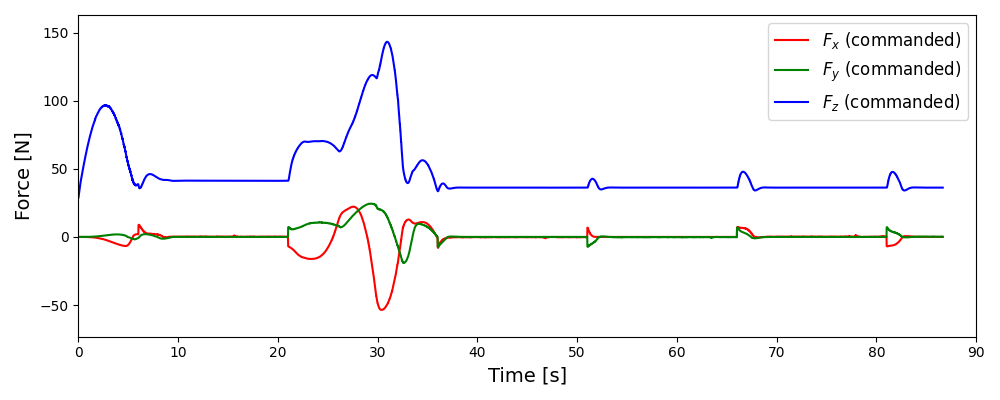 150
100
50
0
−50
Force [N]
F_x (commanded)
F_y (commanded)
F_z (commanded)
0 10 20 30 40 50 60 70 80 90
Time [s]